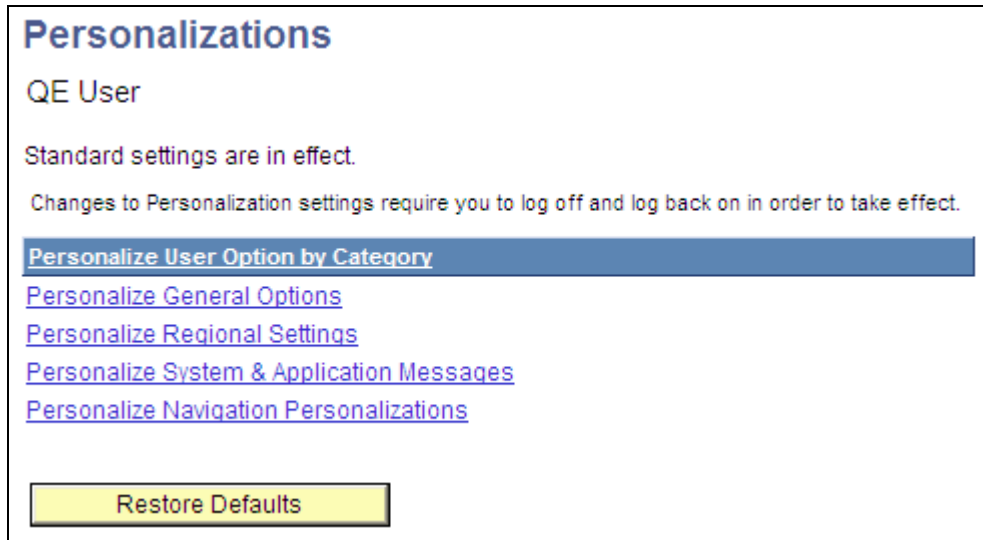 Personalizations
QE User
Standard settings are in effect.
Changes to Personalization settings require you to log off and log back on in order to take effect.
Personalize User Option by Category
Personalize General Options
Personalize Regional Settings
Personalize System & Application Messages
Personalize Navigation Personalizations
Restore Defaults